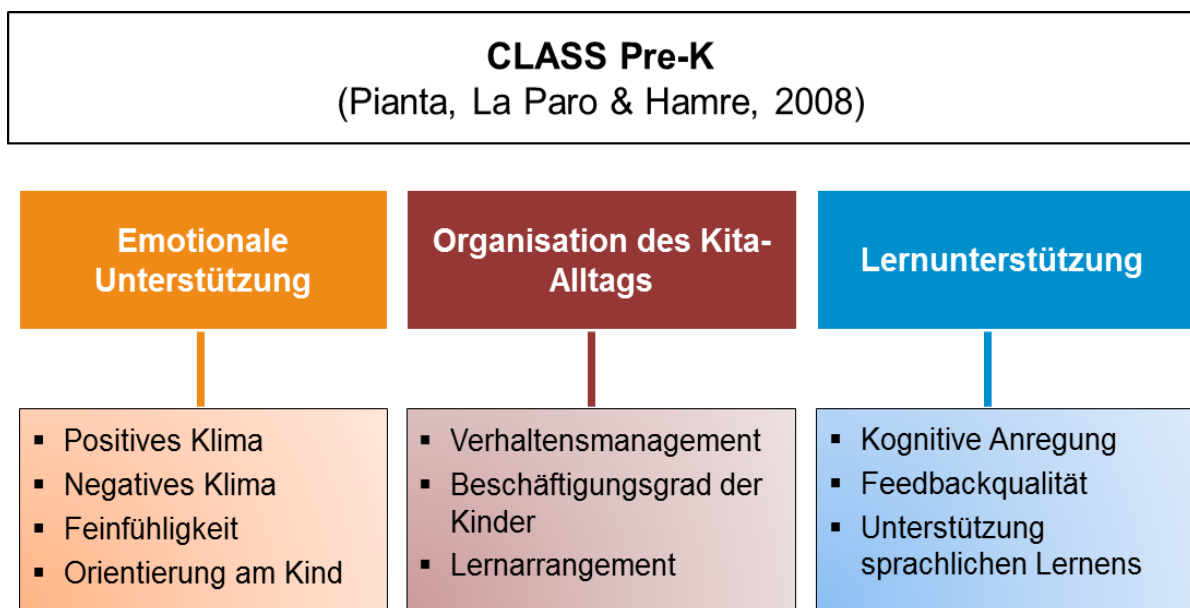 CLASS Pre-K
(Pianta, La Paro & Hamre, 2008)
Emotionale
Unterstützung
▪ Positives Klima
▪ Negatives Klima
▪ Feinfühligkeit
▪ Orientierung am Kind
Organisation des Kita-
Alltags
▪ Verhaltensmanagement
▪ Beschäftigungsgrad der
Kinder
▪ Lernarrangement
Lernunterstützung
▪ Kognitive Anregung
▪ Feedbackqualität
▪ Unterstützung
sprachlichen Lernens